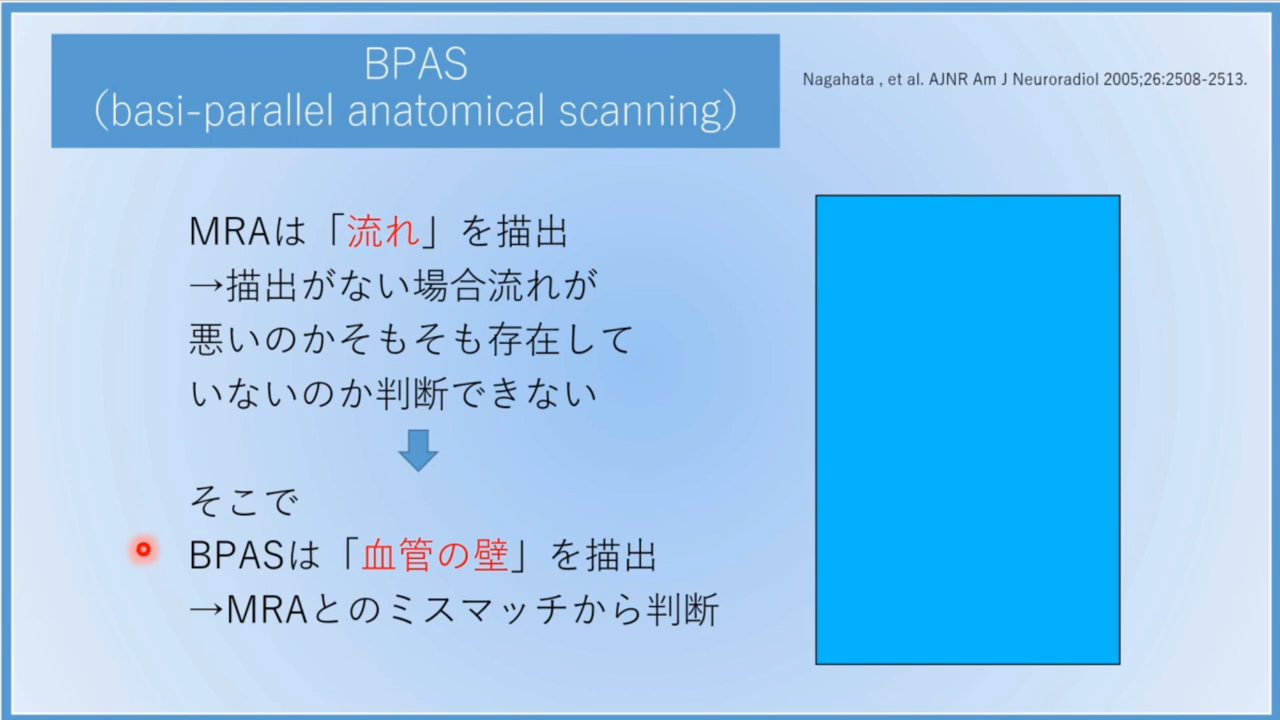 BPAS
(basi-parallel anatomical scanning)
Nagahata , et al. AJNR Am J Neuroradiol 2005;26:2508-2513.
MRAは「流れ」を描出
→描出がない場合流れが
悪いのかそもそも存在して
いないのか判断できない
そこで
BPASは「血管の壁」を描出
→MRAとのミスマッチから判断